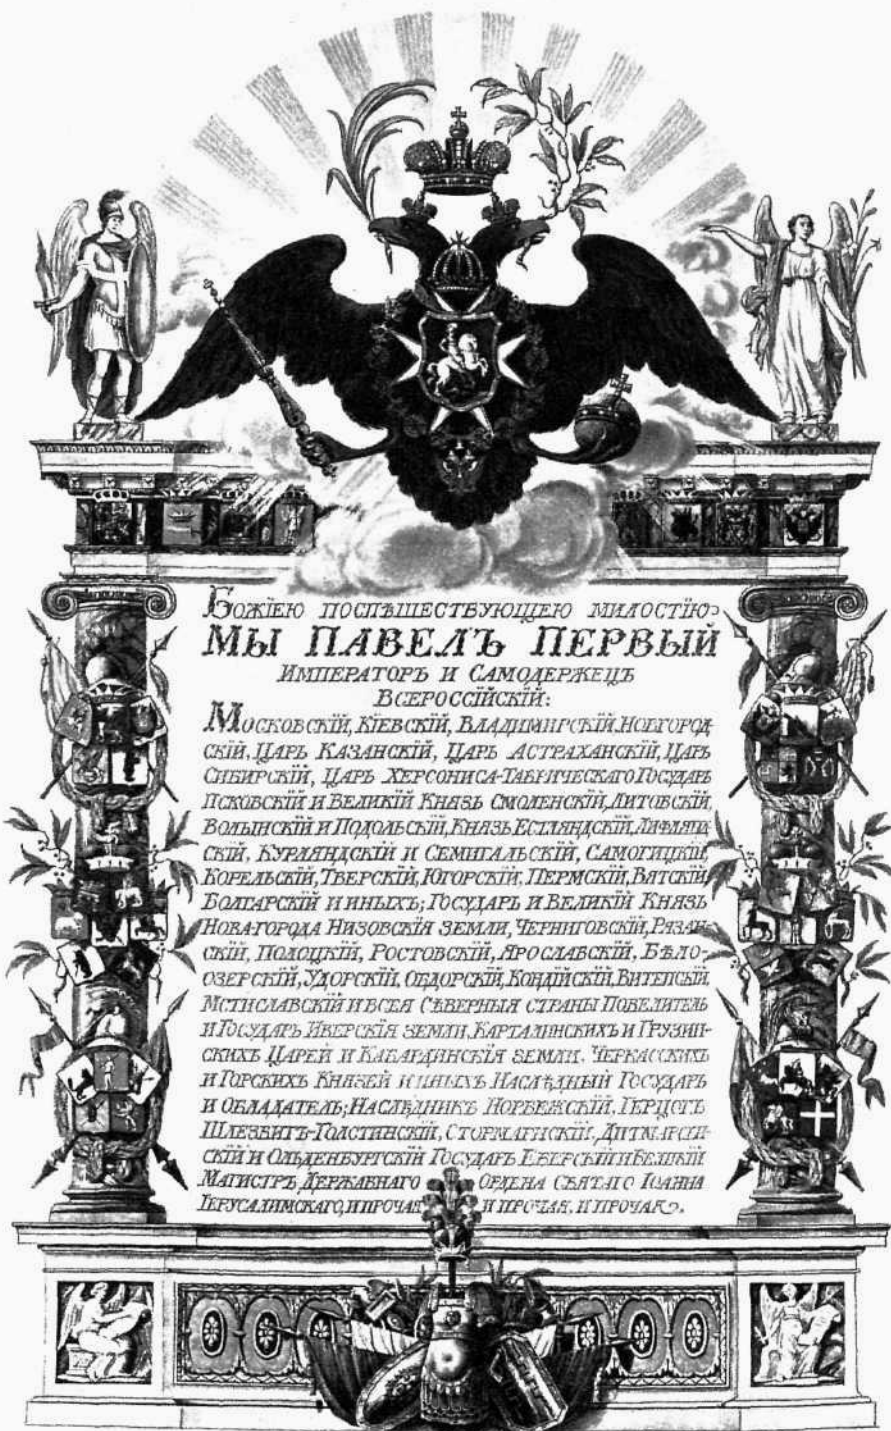 Божїею поспѣшествующею милостїю
МЫ ПАВЕЛЪ ПЕРВЫЙ
Императоръ и Самодержецъ
Всероссїйскїй:
Московскїй, Кїевскїй, Владимирскїй, Новгород-
скїй, Царь Казанскїй, Царь Астраханскїй, Царь
Сибирскїй, Царь Херсониса-Таврическаго Государь
Псковскїй и Великїй Князь Смоленскїй, Литовскїй,
Волынскїй и Подольскїй, Князь Естляндскїй, Лифлянд-
скїй, Курляндскїй и Семигальскїй, Самогицкїй,
Корельскїй, Тверскїй, Югорскїй, Пермскїй, Вятскїй,
Болгарскїй и иныхъ; Государь и Великїй Князь
Нова-города Низовскїя земли, Черниговскїй, Рязан-
скїй, Полоцкїй, Ростовскїй, Ярославскїй, Бѣло-
озерскїй, Удорскїй, Обдорскїй, Кондїйскїй, Витепскїй,
Мстиславскїй и всея Сѣверныя страны Повелитель
и Государь Иверскїя земли, Карталинскихъ и Грузин-
скихъ Царей и Кабардинскїя земли, Черкасскихъ
и Горскихъ Князей и иныхъ Наслѣдный Государь
и Обладатель; Наслѣдникъ Норвежскїй, Герцогъ
Шлезвигъ-Голстинскїй, Стормарнскїй, Дитмарсен-
скїй и Ольденбургскїй Государь Еверскїй и Великїй
Магистръ Державнаго Ордена Святаго Іоанна
Іерусалимскаго, и прочая и прочая, и прочая.